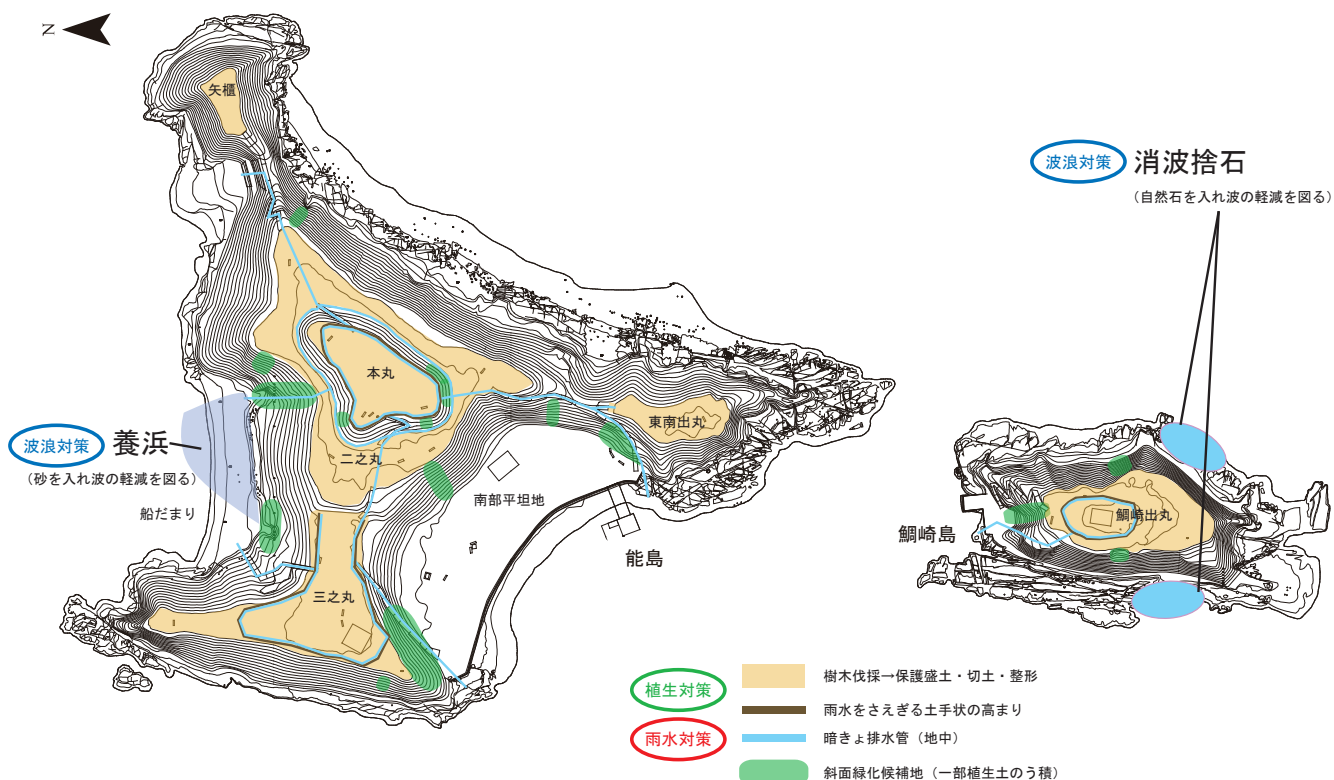 N
矢櫃
波浪対策 消波捨石
(自然石を入れ波の軽減を図る)
本丸
東南出丸
波浪対策 養浜
(砂を入れ波の軽減を図る)
二之丸
船だまり
南部平坦地
能島
鯛崎島
鯛崎出丸
三之丸
植生対策
雨水対策
樹木伐採→保護盛土・切土・整形
雨水をさえぎる土手状の高まり
暗きょ排水管(地中)
斜面緑化候補地(一部植生土のう積)